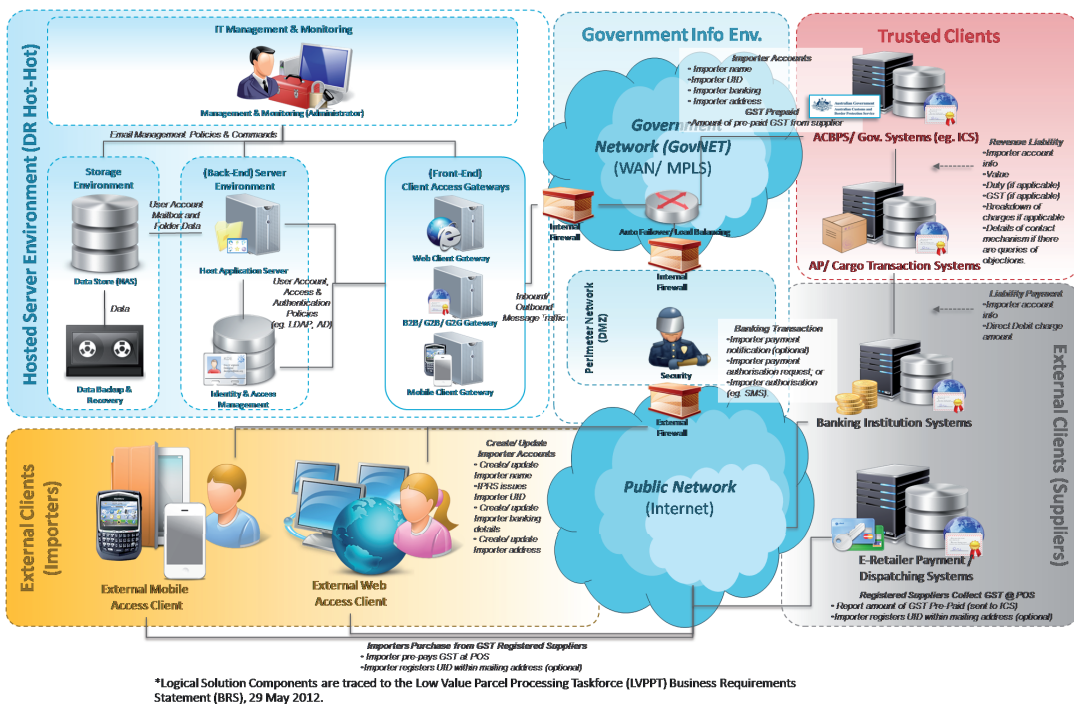 Hosted Server Environment (DR Hot-Hot)
IT Management & Monitoring
Management & Monitoring (Administrator)
Email Management, Policies & Commands
Storage
Environment
Data Store (NAS)
Data
Data Backup &
Recovery
User Account
Mailbox and
Folder Data
(Back-End) Server
Environment
Host Application Server
User Account,
Access &
Authentication
Policies
(eg. LDAP, AD)
Identity & Access
Management
(Front-End)
Client Access Gateways
Web Client Gateway
B2B/ G2B/ G2G Gateway
Mobile Client Gateway
Inbound/
Outbound
Message Traffic
Government Info Env.
Importer Accounts
• Importer name
•Importer UID
• Importer banking
• Importer address
GST Prepaid
•Amount of pre-paid GST from supplier
Government
Network (GovNET)
(WAN/ MPLS)
Internal
Firewall
Auto Failover/ Load Balancing
Internal
Firewall
Perimeter Network
(DMZ)
Security
Banking Transaction
• Importer payment
notification (optional)
• Importer payment
authorisation request; or
• Importer authorisation
(eg. SMS).
External
Firewall
Public Network
(Internet)
Trusted Clients
Australian Government
Australian Customs and
Border Protection Service
ACBPS/ Gov. Systems (eg. ICS)
Revenue Liability
•Importer account
info
• Value
• Duty (if applicable)
•GST (if applicable)
•Breakdown of
charges if applicable
•Details of contact
mechanism if there
are queries of
objections.
AP/ Cargo Transaction Systems
External Clients (Suppliers)
Liability Payment
• Importer account
info
• Direct Debit charge
amount
Banking Institution Systems
E-Retailer Payment /
Dispatching Systems
Registered Suppliers Collect GST @ POS
• Report amount of GST Pre-Paid (sent to ICS)
•Importer registers UID within mailing address (optional)
External Clients
(Importers)
External Mobile
Access Client
External Web
Access Client
Create/ Update
Importer Accounts
• Create/ update
Importer name
•IPRS issues
Importer UID
• Create/ update
Importer banking
details
• Create/ update
Importer address
Importers Purchase from GST Registered Suppliers
• Importer pre-pays GST at POS
•Importer registers UID within mailing address (optional)
*Logical Solution Components are traced to the Low Value Parcel Processing Taskforce (LVPPT) Business Requirements
Statement (BRS), 29 May 2012.